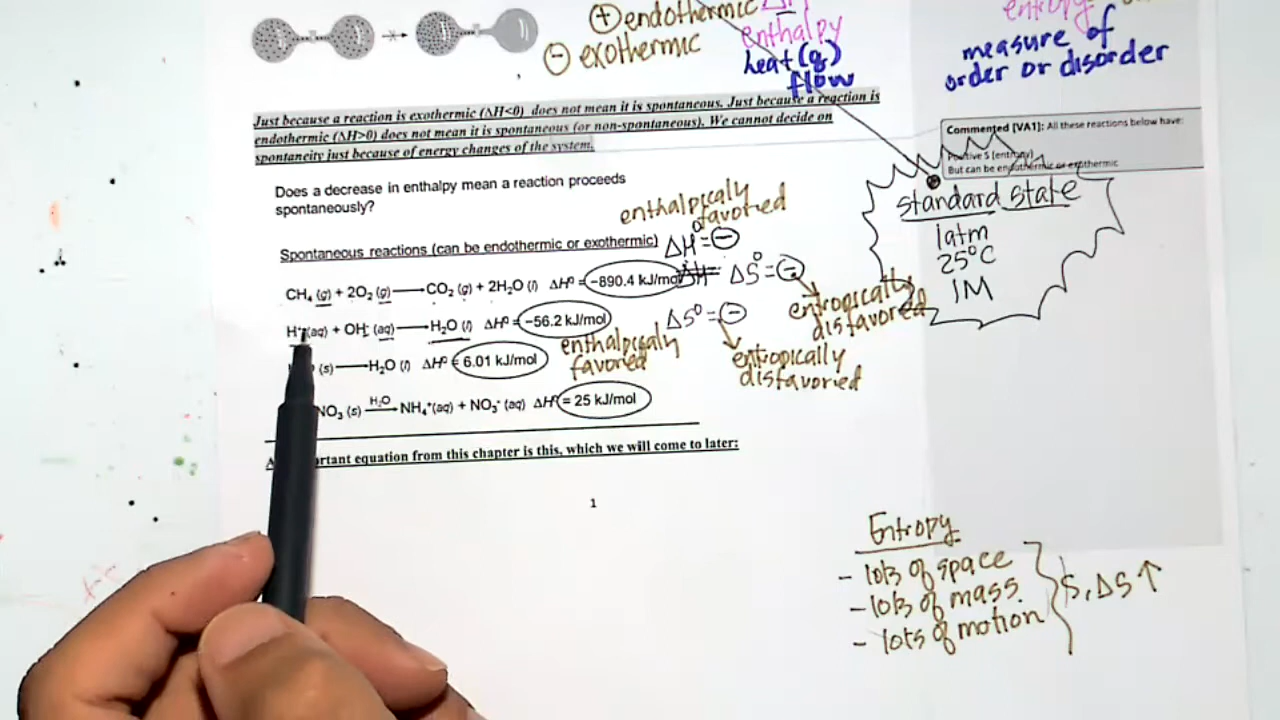 ⊕ endothermic
⊖ exothermic
enthalpy
heat (q)
flow
measure of
order or disorder
Just because a reaction is exothermic (ΔH<0) does not mean it is spontaneous. Just because a reaction is
endothermic (ΔH>0) does not mean it is spontaneous (or non-spontaneous). We cannot decide on
spontaneity just because of energy changes of the system.
Commented [VA1]: All these reactions below have:
Positive S (entropy)
But can be endothermic or exothermic
Does a decrease in enthalpy mean a reaction proceeds
spontaneously?
standard state
1atm
25°C
1M
enthalpically
favored
Spontaneous reactions (can be endothermic or exothermic)
ΔH° = ⊖
CH₄ (g) + 2O₂ (g) ⟶ CO₂ (g) + 2H₂O (l) ΔH⁰ = −890.4 kJ/mol
ΔS° = ⊖
entropically
disfavored
H⁺(aq) + OH⁻ (aq) ⟶ H₂O (l) ΔH⁰ = −56.2 kJ/mol
ΔS° = ⊖
enthalpically
favored
entropically
disfavoried
(s) ⟶ H₂O (l) ΔH⁰ = 6.01 kJ/mol
NO₃ (s) H₂O ⟶ NH₄⁺(aq) + NO₃⁻ (aq) ΔH⁰ = 25 kJ/mol
equation from this chapter is this, which we will come to later:
1
Entropy
- lots of space
- lots of mass
- lots of motion
S, ΔS ↑